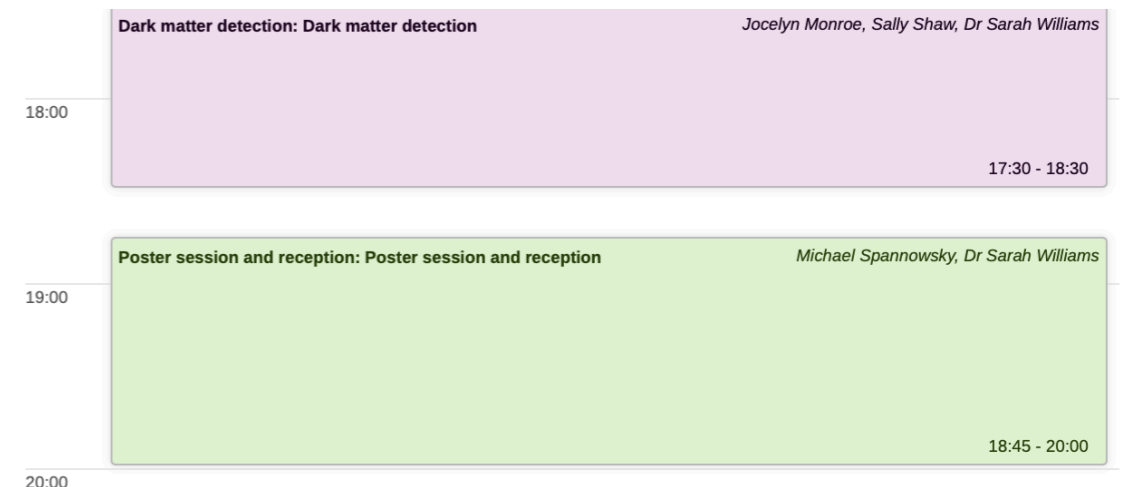 Dark matter detection: Dark matter detection Jocelyn Monroe, Sally Shaw, Dr Sarah Williams
18:00
17:30 - 18:30
Poster session and reception: Poster session and reception Michael Spannowsky, Dr Sarah Williams
19:00
18:45 - 20:00
20:00